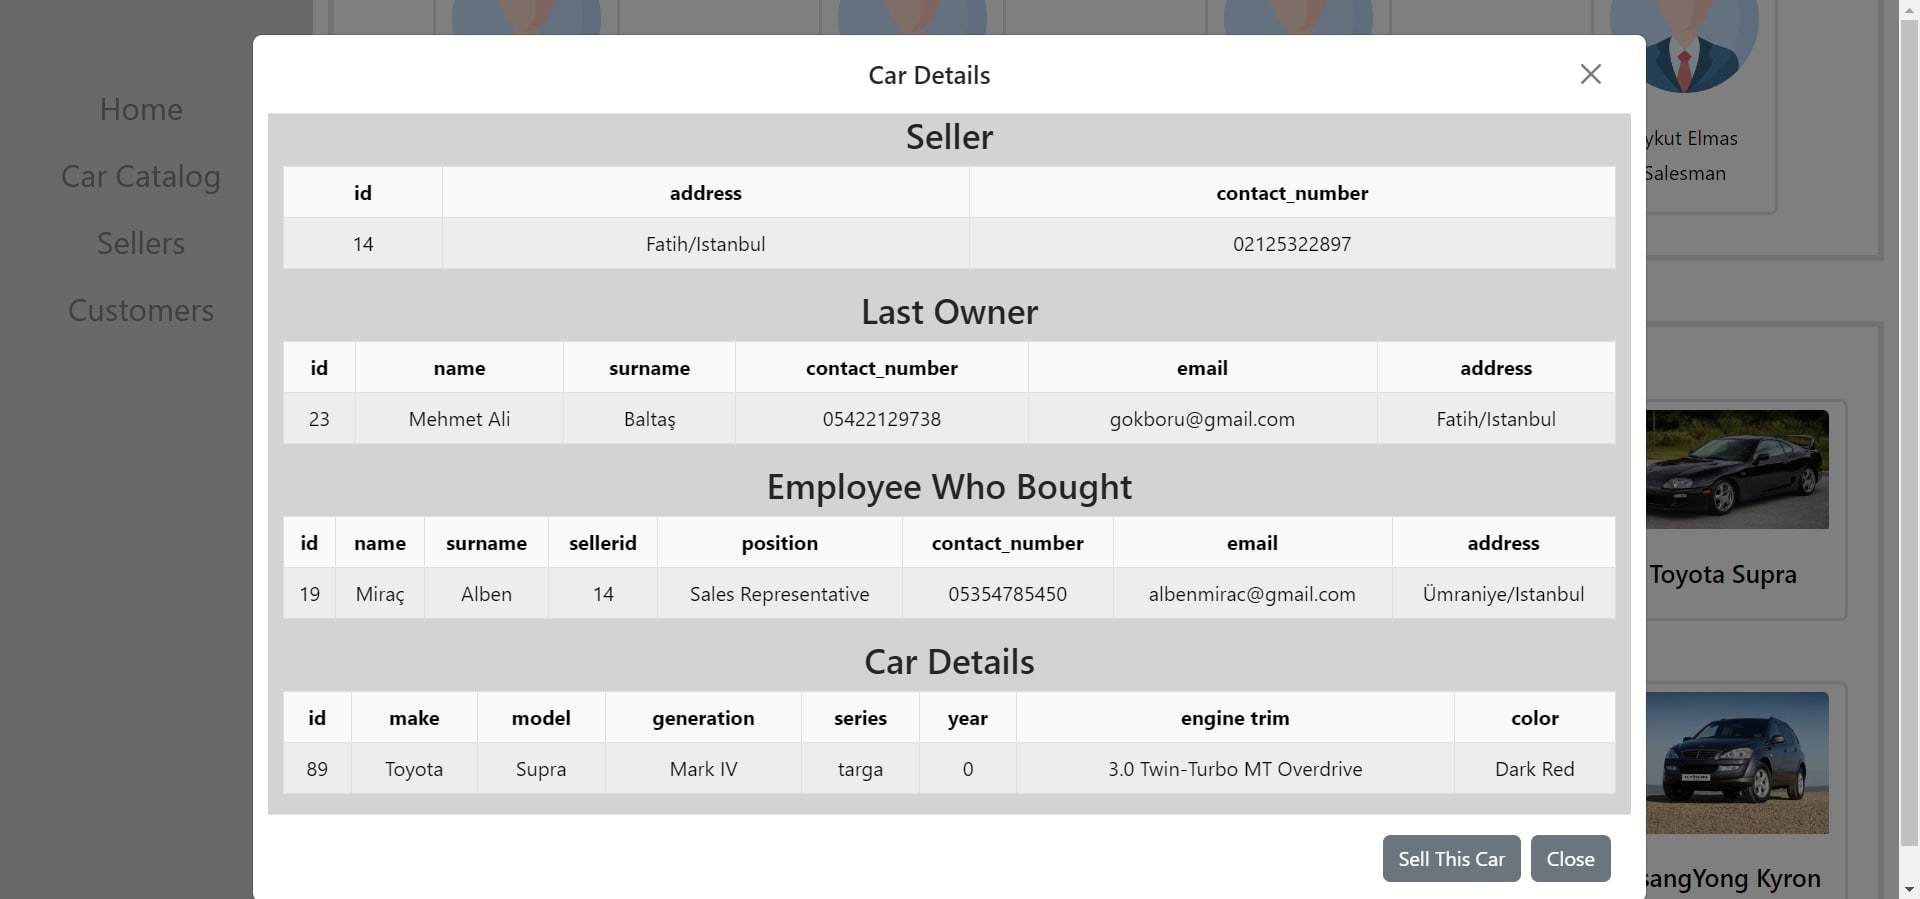 Home
Car Catalog
Sellers
Customers
Car Details
Seller
id address contact_number
14 Fatih/Istanbul 02125322897
Last Owner
id name surname contact_number email address
23 Mehmet Ali Baltaş 05422129738 gokboru@gmail.com Fatih/Istanbul
Employee Who Bought
id name surname sellerid position contact_number email address
19 Miraç Alben 14 Sales Representative 05354785450 albenmirac@gmail.com Ümraniye/Istanbul
Car Details
id make model generation series year engine trim color
89 Toyota Supra Mark IV targa 0 3.0 Twin-Turbo MT Overdrive Dark Red
Sell This Car Close
ykut Elmas
Salesman
Toyota Supra
sangYong Kyron